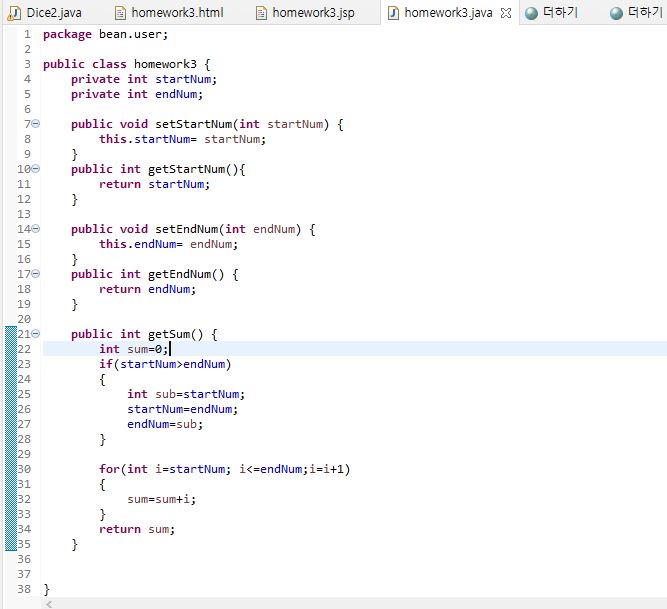 Dice2.java homework3.html homework3.jsp homework3.java 더하기 더하기
1 package bean.user;
2
3 public class homework3 {
4 private int startNum;
5 private int endNum;
6
7 public void setStartNum(int startNum) {
8 this.startNum= startNum;
9 }
10 public int getStartNum(){
11 return startNum;
12 }
13
14 public void setEndNum(int endNum) {
15 this.endNum= endNum;
16 }
17 public int getEndNum() {
18 return endNum;
19 }
20
21 public int getSum() {
22 int sum=0;
23 if(startNum>endNum)
24 {
25 int sub=startNum;
26 startNum=endNum;
27 endNum=sub;
28 }
29
30 for(int i=startNum; i<=endNum;i=i+1)
31 {
32 sum=sum+i;
33 }
34 return sum;
35 }
36
37
38 }